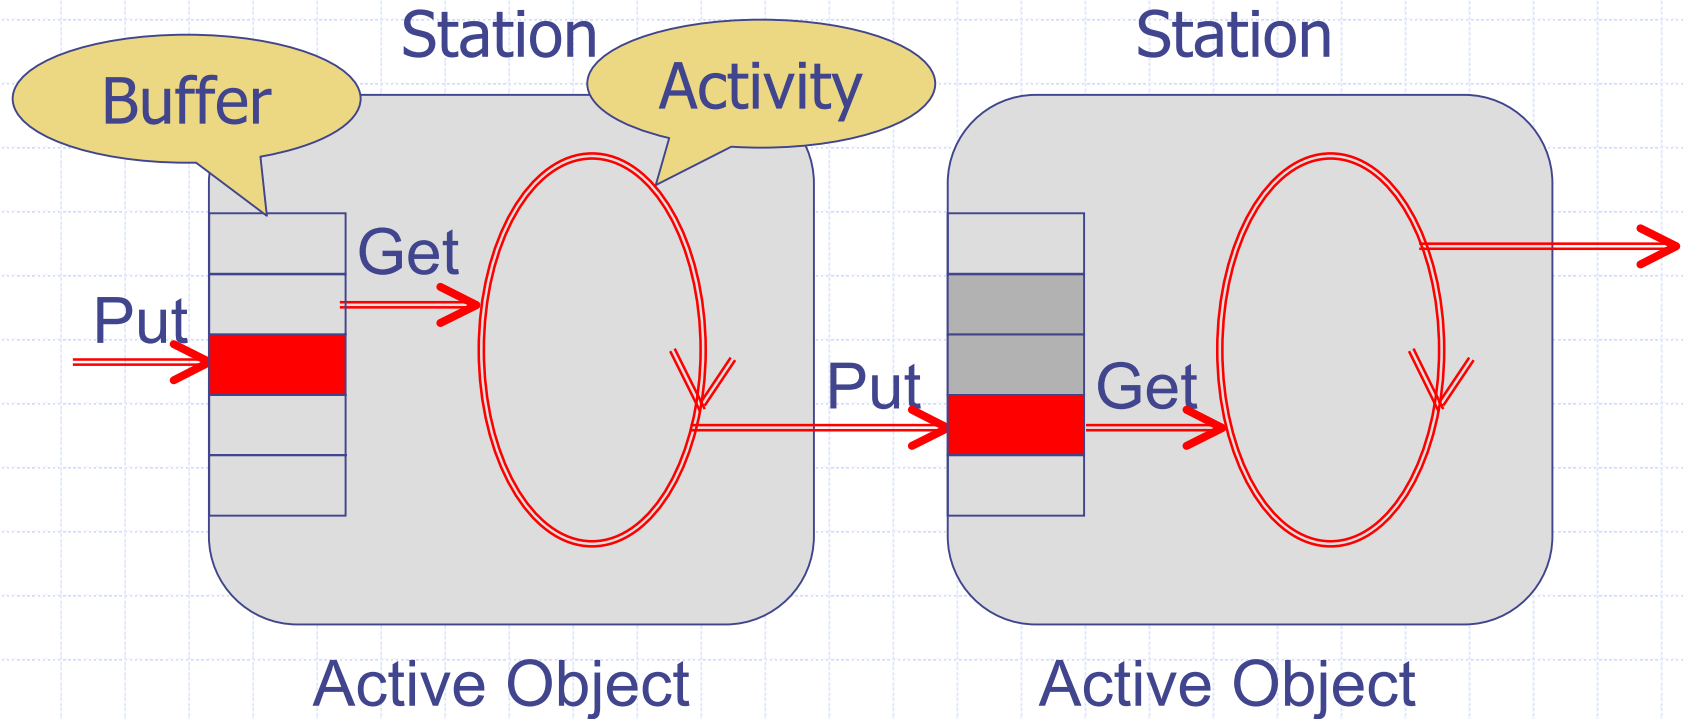 Station
Station
Buffer
Activity
Get
Put
Put
Get
Active Object
Active Object